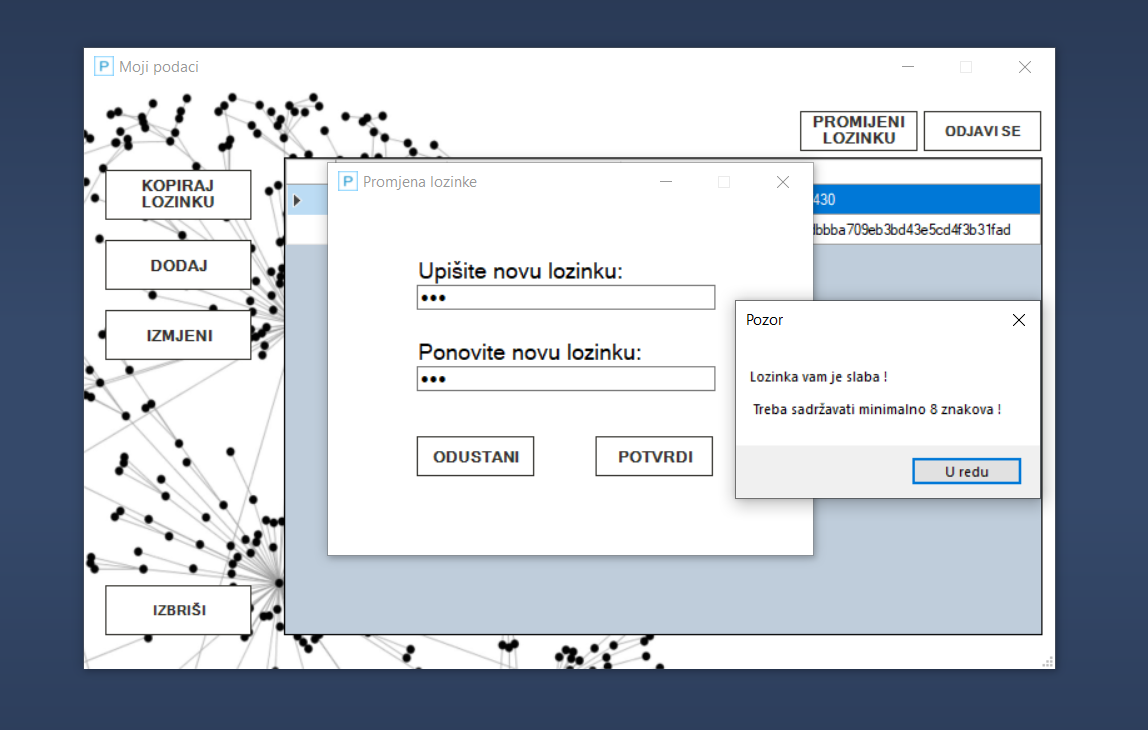 P Moji podaci
PROMIJENI
LOZINKU
ODJAVI SE
KOPIRAJ
LOZINKU
DODAJ
IZMJENI
IZBRIŠI
430
bbba709eb3bd43e5cd4f3b31fad
P Promjena lozinke
Upišite novu lozinku:
•••
Ponovite novu lozinku:
•••
ODUSTANI
POTVRDI
Pozor
Lozinka vam je slaba !
Treba sadržavati minimalno 8 znakova !
U redu